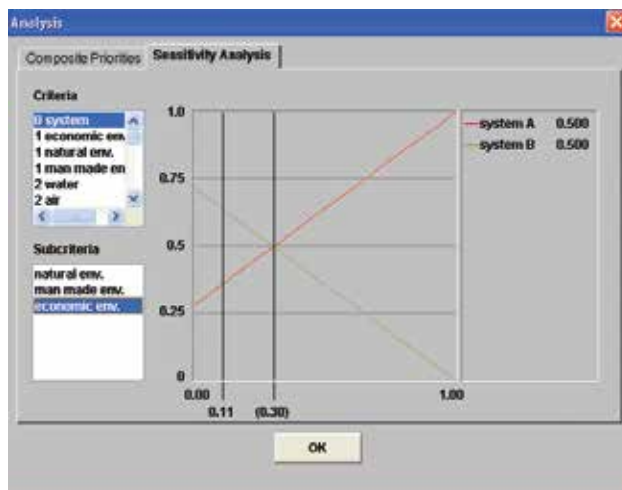 Analysis
Composite Priorities
Sensitivity Analysis
Criteria
0 system
1 economic env.
1 natural env.
1 man made en
2 water
2 air
Subcriteria
natural env.
man made env.
economic env.
1.0
0.75
0.5
0.25
0
0.00
1.00
0.11
(0.30)
system A 0.500
system B 0.500
OK